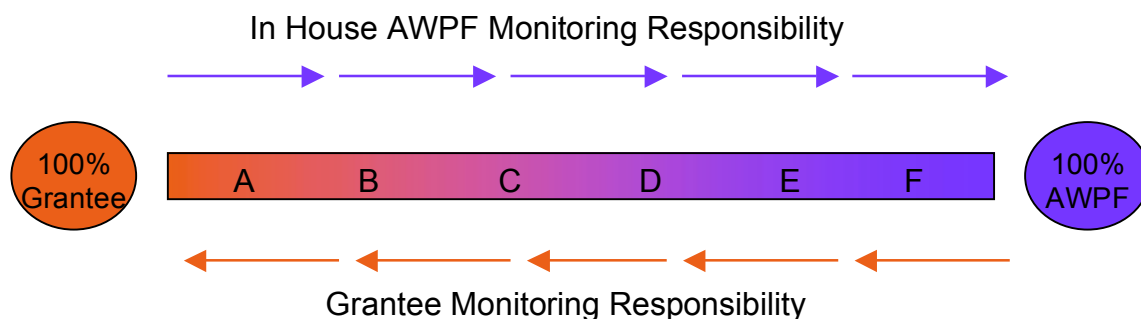 In House AWPF Monitoring Responsibility
100%
Grantee
A B C D E F
100%
AWPF
Grantee Monitoring Responsibility